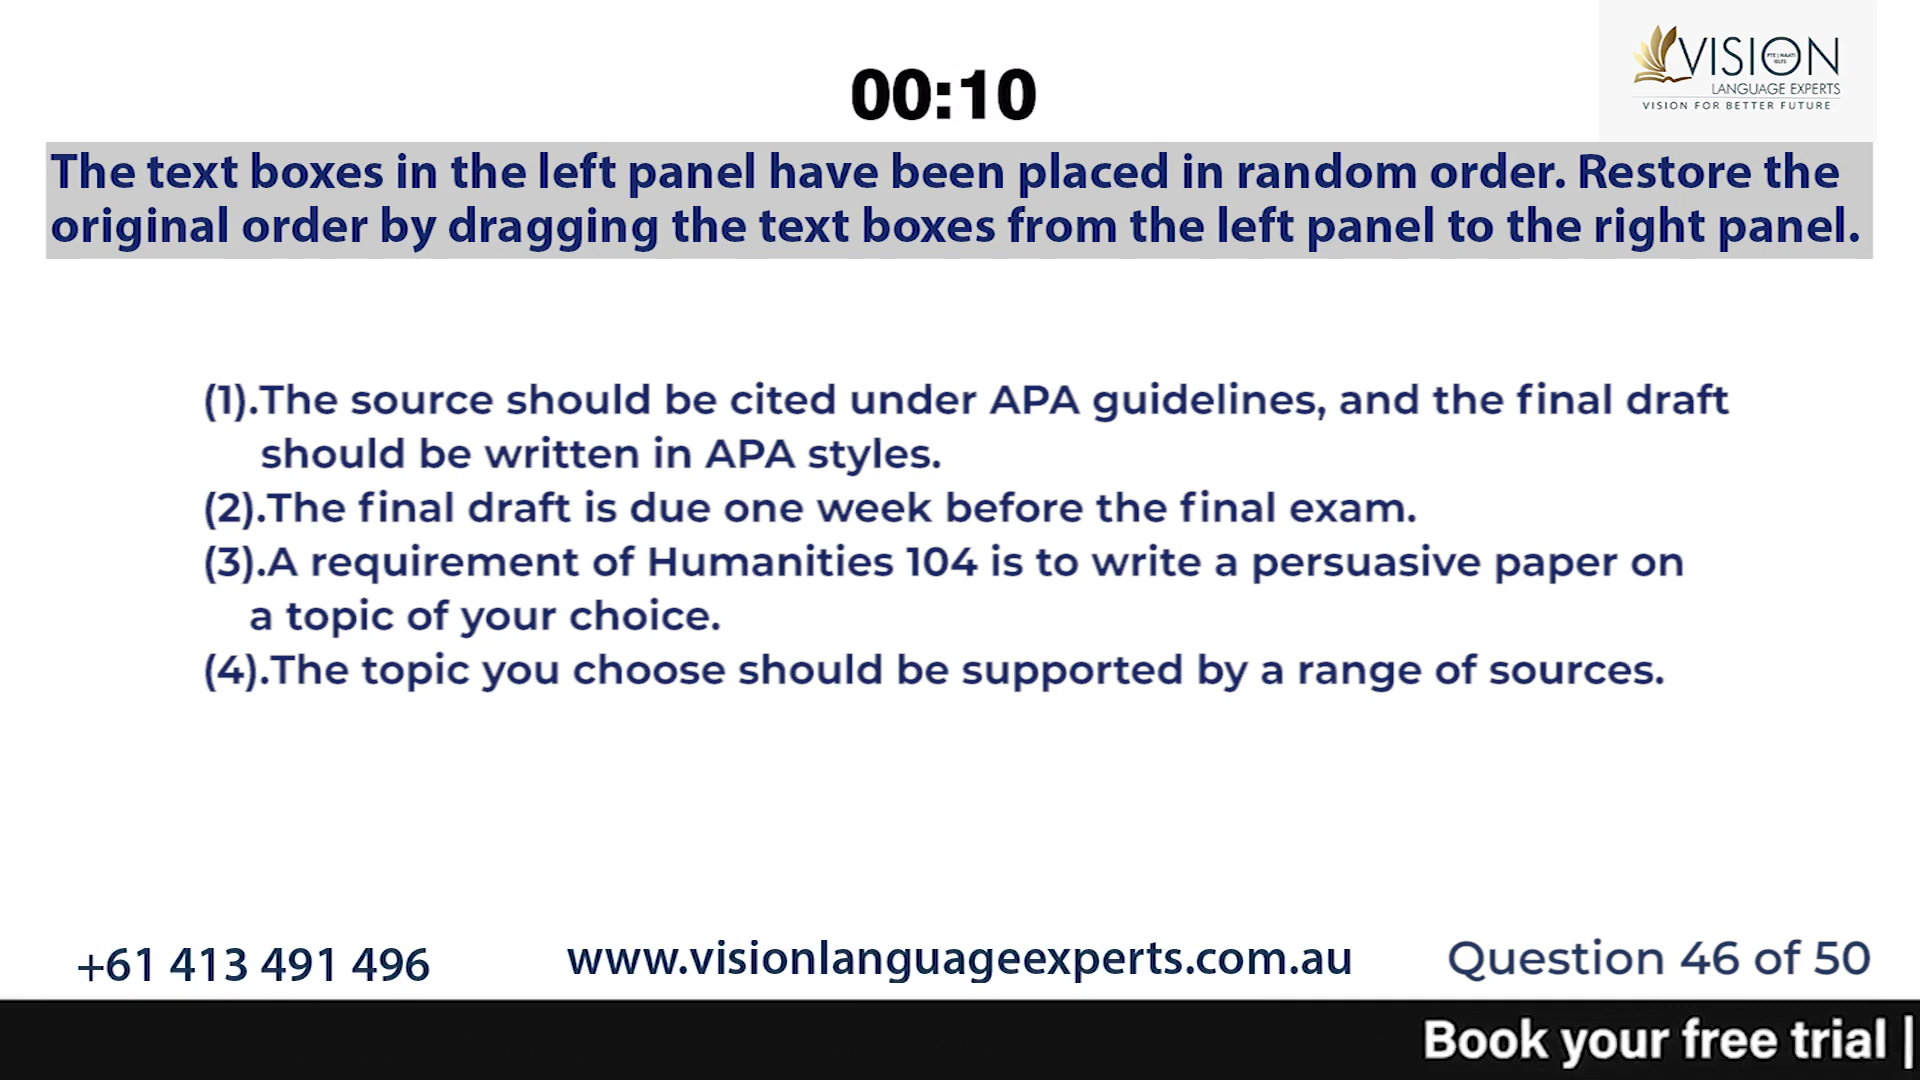 VISION
PTE | NAATI
IELTS
LANGUAGE EXPERTS
VISION FOR BETTER FUTURE
00:10
The text boxes in the left panel have been placed in random order. Restore the
original order by dragging the text boxes from the left panel to the right panel.
(1).The source should be cited under APA guidelines, and the final draft
should be written in APA styles.
(2).The final draft is due one week before the final exam.
(3).A requirement of Humanities 104 is to write a persuasive paper on
a topic of your choice.
(4).The topic you choose should be supported by a range of sources.
+61 413 491 496
www.visionlanguageexperts.com.au
Question 46 of 50
Book your free trial |